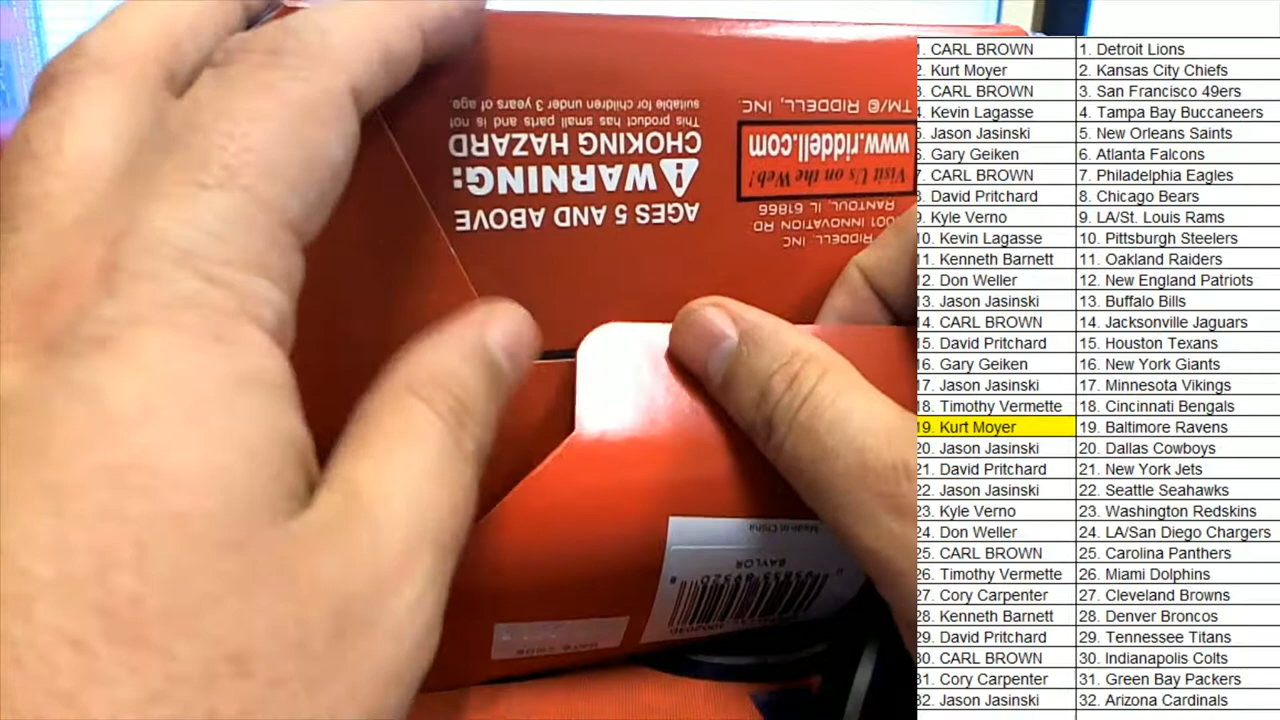 suitable for children under 3 years of age.
This product has small parts and is not
CHOKING HAZARD
WARNING:
AGES 5 AND ABOVE
TM/© RIDDELL, INC.
www.riddell.com
Visit Us on the Web!
RANTOUL, IL 61866
001 INNOVATION RD.
RIDDELL, INC
Made in China
BAYLOR
1. CARL BROWN 1. Detroit Lions
2. Kurt Moyer 2. Kansas City Chiefs
3. CARL BROWN 3. San Francisco 49ers
4. Kevin Lagasse 4. Tampa Bay Buccaneers
5. Jason Jasinski 5. New Orleans Saints
6. Gary Geiken 6. Atlanta Falcons
7. CARL BROWN 7. Philadelphia Eagles
8. David Pritchard 8. Chicago Bears
9. Kyle Verno 9. LA/St. Louis Rams
10. Kevin Lagasse 10. Pittsburgh Steelers
11. Kenneth Barnett 11. Oakland Raiders
12. Don Weller 12. New England Patriots
13. Jason Jasinski 13. Buffalo Bills
14. CARL BROWN 14. Jacksonville Jaguars
15. David Pritchard 15. Houston Texans
16. Gary Geiken 16. New York Giants
17. Jason Jasinski 17. Minnesota Vikings
18. Timothy Vermette 18. Cincinnati Bengals
19. Kurt Moyer 19. Baltimore Ravens
20. Jason Jasinski 20. Dallas Cowboys
21. David Pritchard 21. New York Jets
22. Jason Jasinski 22. Seattle Seahawks
23. Kyle Verno 23. Washington Redskins
24. Don Weller 24. LA/San Diego Chargers
25. CARL BROWN 25. Carolina Panthers
26. Timothy Vermette 26. Miami Dolphins
27. Cory Carpenter 27. Cleveland Browns
28. Kenneth Barnett 28. Denver Broncos
29. David Pritchard 29. Tennessee Titans
30. CARL BROWN 30. Indianapolis Colts
31. Cory Carpenter 31. Green Bay Packers
32. Jason Jasinski 32. Arizona Cardinals